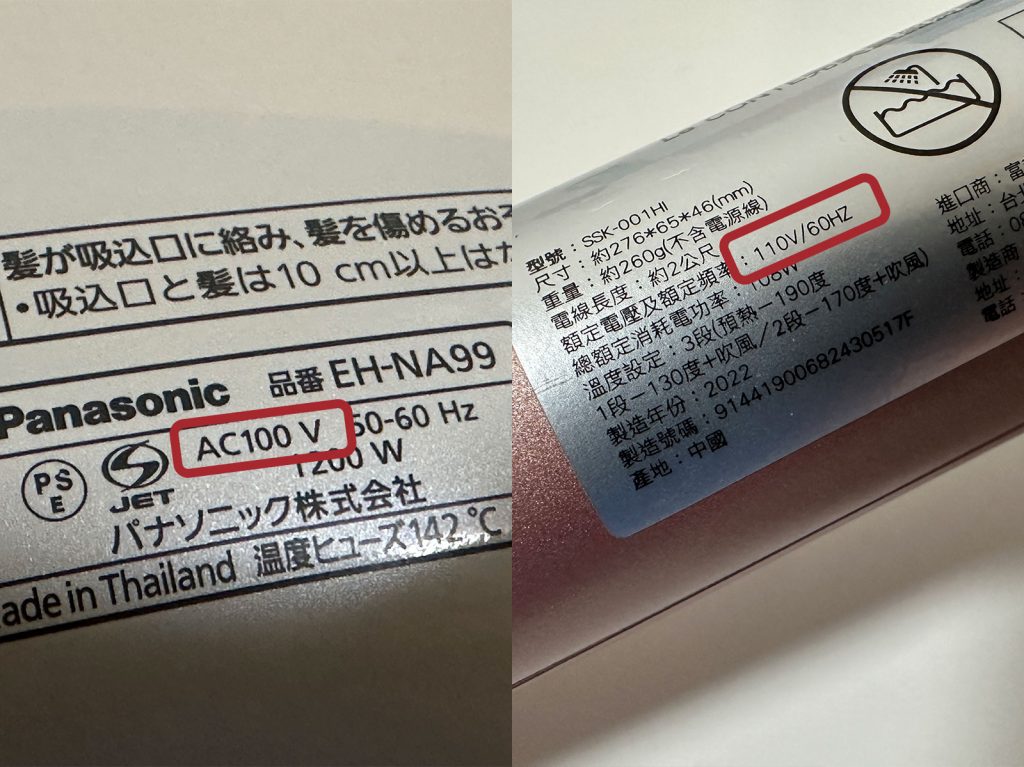 髪が吸込口に絡み、髪を傷めるおそ
・吸込口と髪は10 cm以上は
Panasonic 品番 EH-NA99
AC100 V 50-60 Hz
1200 W
PS
E
JET
パナソニック株式会社
ade in Thailand 温度ヒューズ142 ℃
型號：SSK-001HI
尺寸：約276*65*46(mm)
重量：約260g(不含電源線)
電線長度：約2公尺
額定電壓及額定頻率：110V/60HZ
總額定消耗電功率：108W
溫度設定：3段(預熱－190度
1段－130度+吹風／2段－170度+吹風)
製造年份：2022
製造號碼：91441900682430517F
產地：中國
進口商：富
地址：台北
電話：0
製造商
地址：
電話